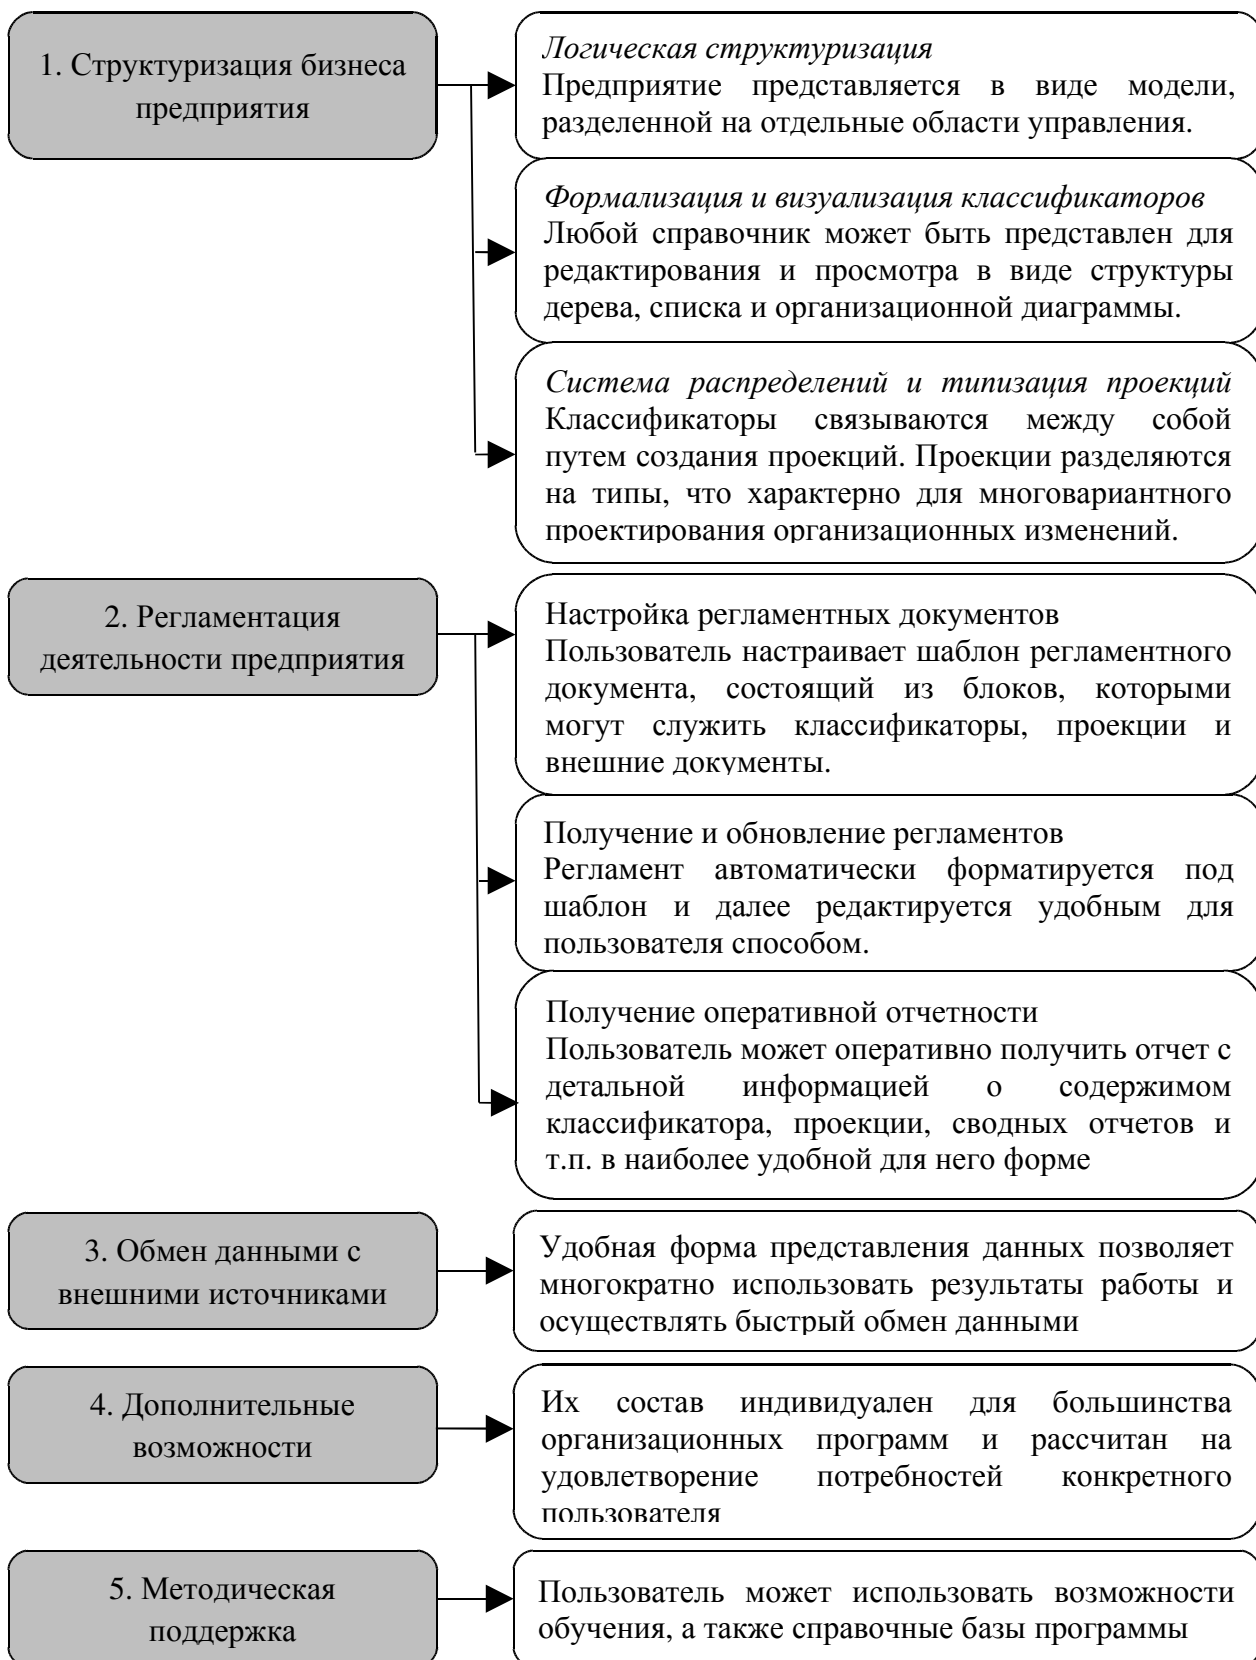 1. Структуризация бизнеса
предприятия
Логическая структуризация
Предприятие представляется в виде модели,
разделенной на отдельные области управления.
Формализация и визуализация классификаторов
Любой справочник может быть представлен для
редактирования и просмотра в виде структуры
дерева, списка и организационной диаграммы.
Система распределений и типизация проекций
Классификаторы связываются между собой
путем создания проекций. Проекции разделяются
на типы, что характерно для многовариантного
проектирования организационных изменений.
2. Регламентация
деятельности предприятия
Настройка регламентных документов
Пользователь настраивает шаблон регламентного
документа, состоящий из блоков, которыми
могут служить классификаторы, проекции и
внешние документы.
Получение и обновление регламентов
Регламент автоматически форматируется под
шаблон и далее редактируется удобным для
пользователя способом.
Получение оперативной отчетности
Пользователь может оперативно получить отчет с
детальной информацией о содержимом
классификатора, проекции, сводных отчетов и
т.п. в наиболее удобной для него форме
3. Обмен данными с
внешними источниками
Удобная форма представления данных позволяет
многократно использовать результаты работы и
осуществлять быстрый обмен данными
4. Дополнительные
возможности
Их состав индивидуален для большинства
организационных программ и рассчитан на
удовлетворение потребностей конкретного
пользователя
5. Методическая
поддержка
Пользователь может использовать возможности
обучения, а также справочные базы программы